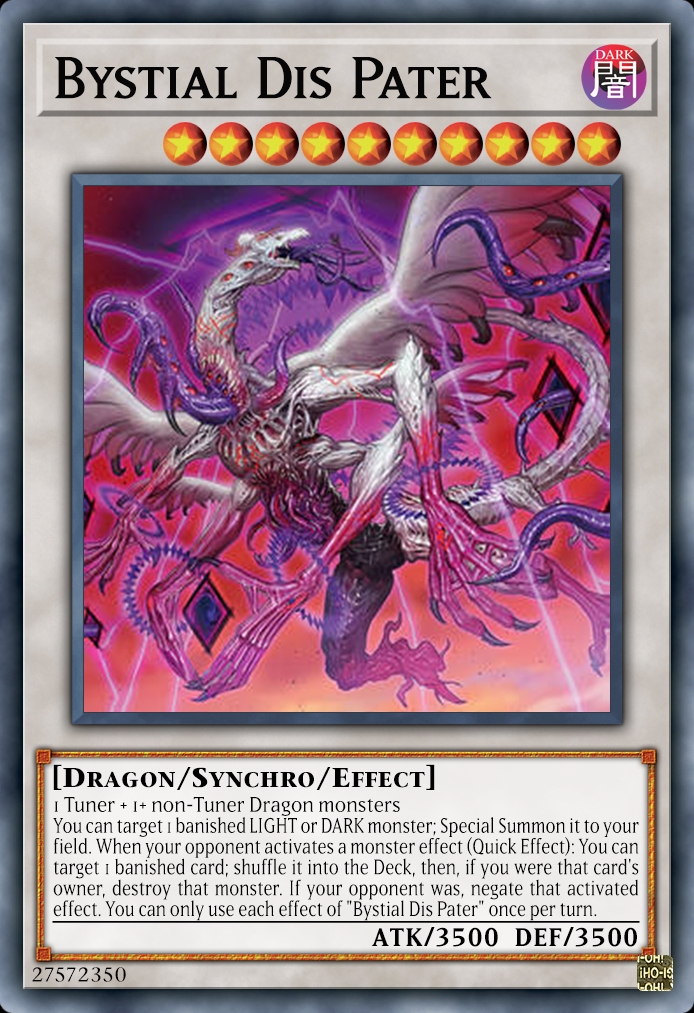 Bystial Dis Pater
DARK
闇
[Dragon/Synchro/Effect]
1 Tuner + 1+ non-Tuner Dragon monsters
You can target 1 banished LIGHT or DARK monster; Special Summon it to your
field. When your opponent activates a monster effect (Quick Effect): You can
target 1 banished card; shuffle it into the Deck, then, if you were that card's
owner, destroy that monster. If your opponent was, negate that activated
effect. You can only use each effect of "Bystial Dis Pater" once per turn.
ATK/3500 DEF/3500
27572350